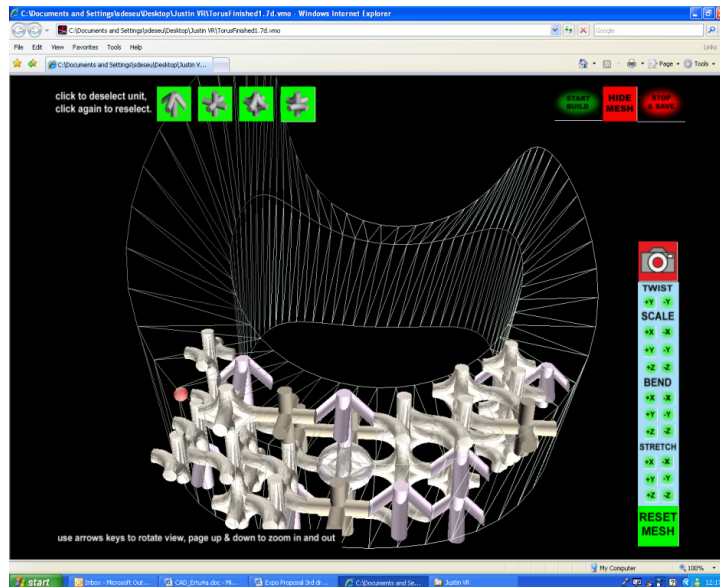 C:\Documents and Settings\sdeseu\Desktop\Justin VR\TorusFinished1.7d.vmo - Windows Internet Explorer
C:\Documents and Settings\sdeseu\Desktop\Justin VR\TorusFinished1.7d.vmo
Google
File Edit View Favorites Tools Help
Links
C:\Documents and Settings\sdeseu\Desktop\Justin V...
Page Tools
click to deselect unit,
click again to reselect.
START
BUILD
HIDE
MESH
STOP
& SAVE
TWIST
+Y -Y
SCALE
+X -X
+Y -Y
+Z -Z
BEND
+X -X
+Y -Y
+Z -Z
STRETCH
+X -X
+Y -Y
+Z -Z
RESET
MESH
use arrows keys to rotate view, page up & down to zoom in and out
My Computer
100%
start
Inbox - Microsoft Out...
CAD_Ertu4a.doc - Mi...
Expo Proposal 3rd dr...
C:\Documents and Se...
Justin VR